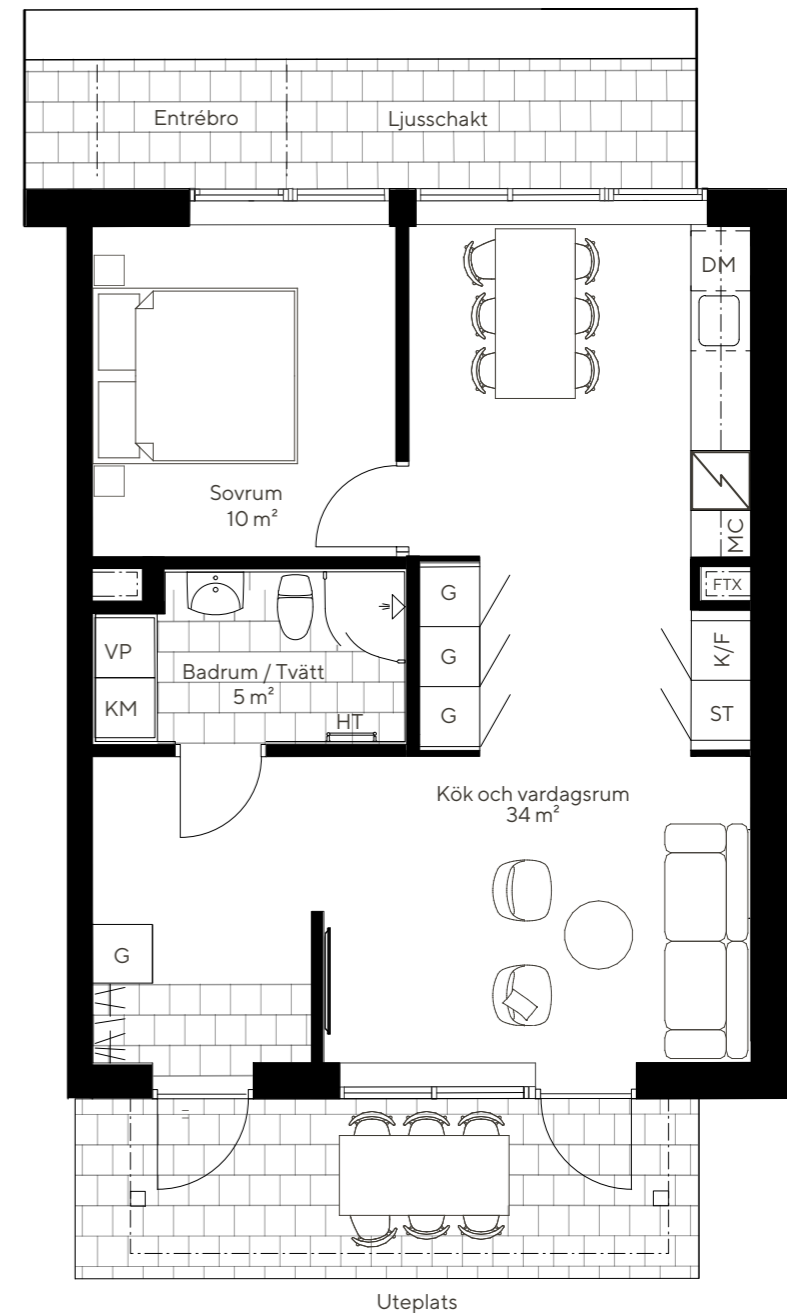 Entrébro
Ljusschakt
DM
Sovrum
10 m²
MC
FTX
G
VP
G
K/F
Badrum / Tvätt
5 m²
KM
G
ST
HT
Kök och vardagsrum
34 m²
G
Uteplats